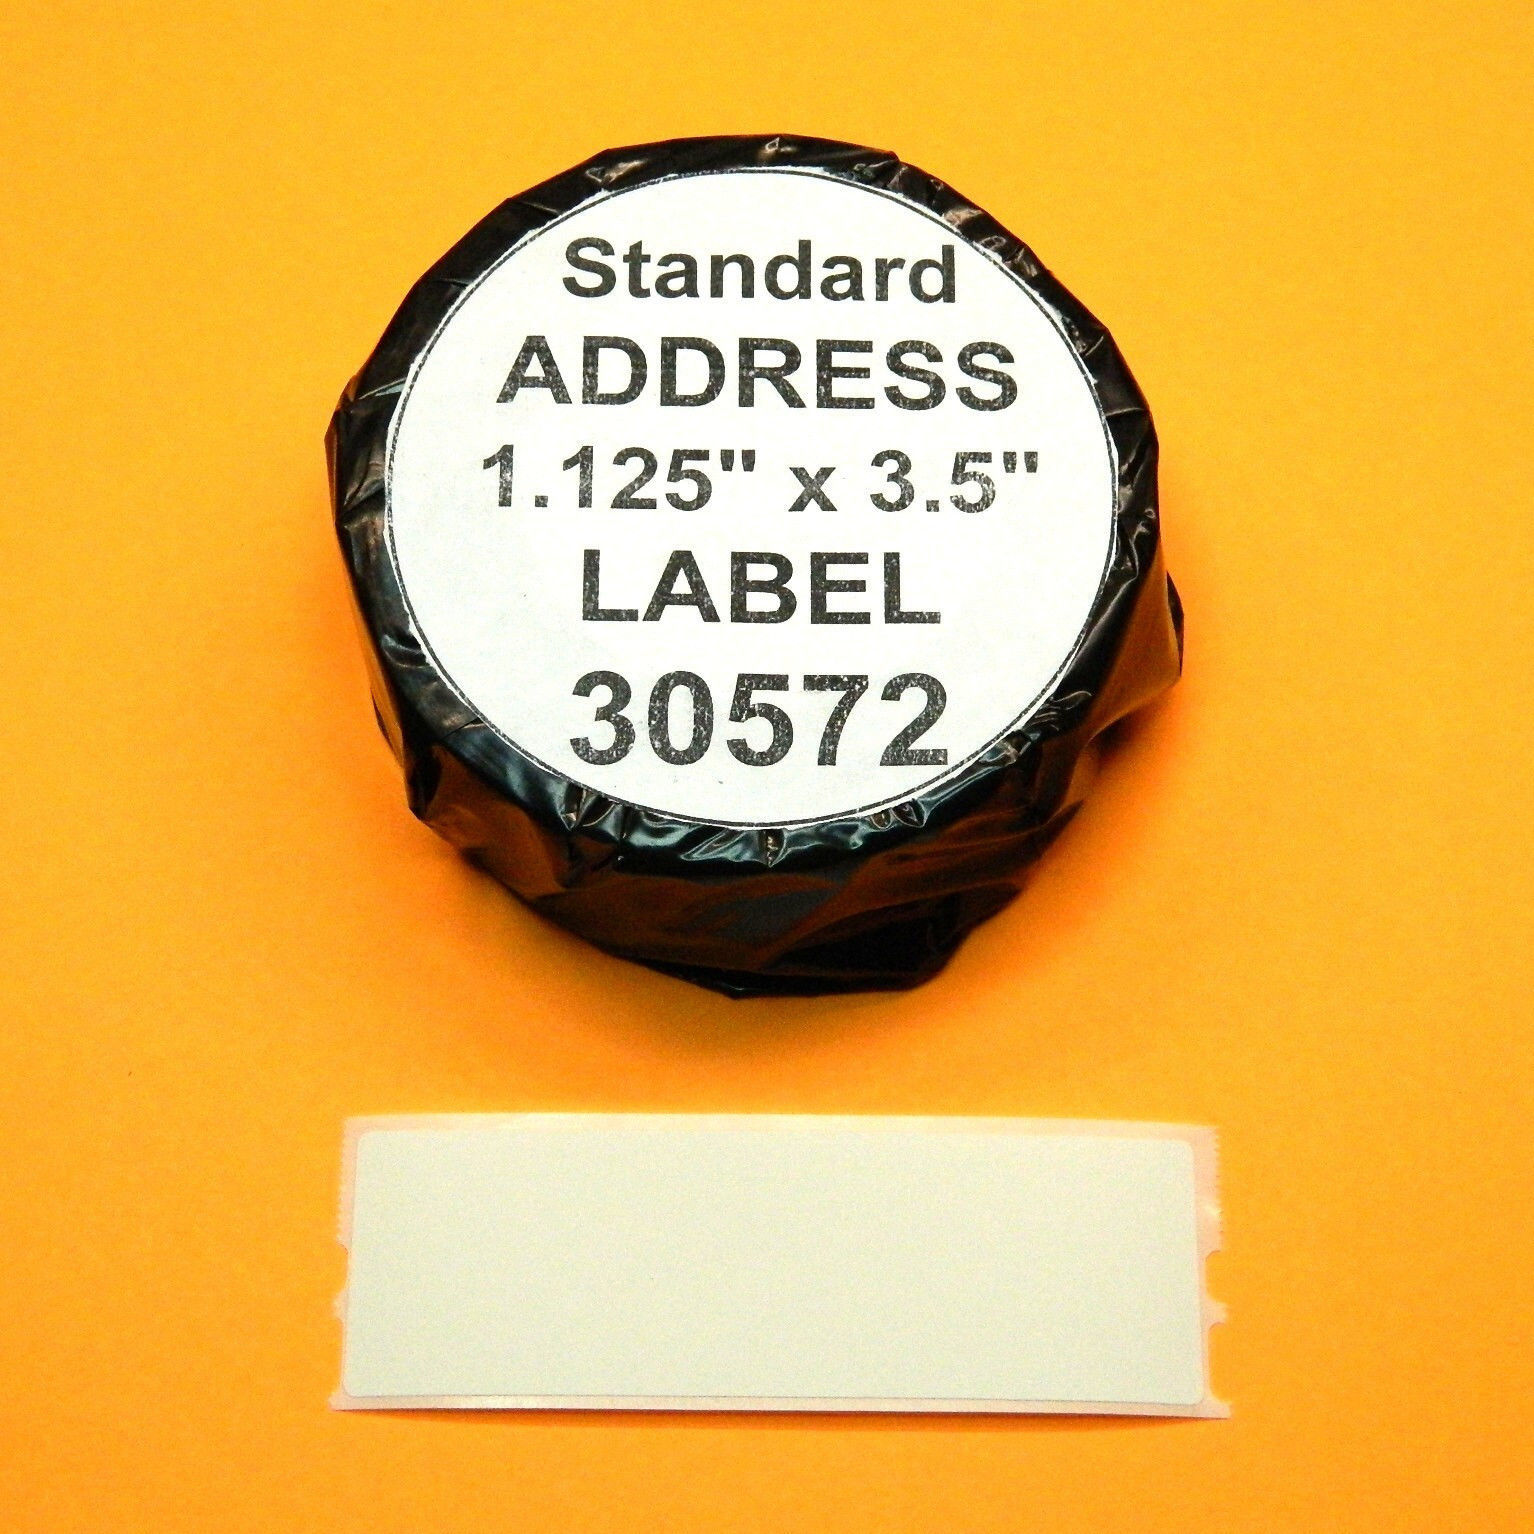 Standard
ADDRESS
1.125" x 3.5"
LABEL
30572